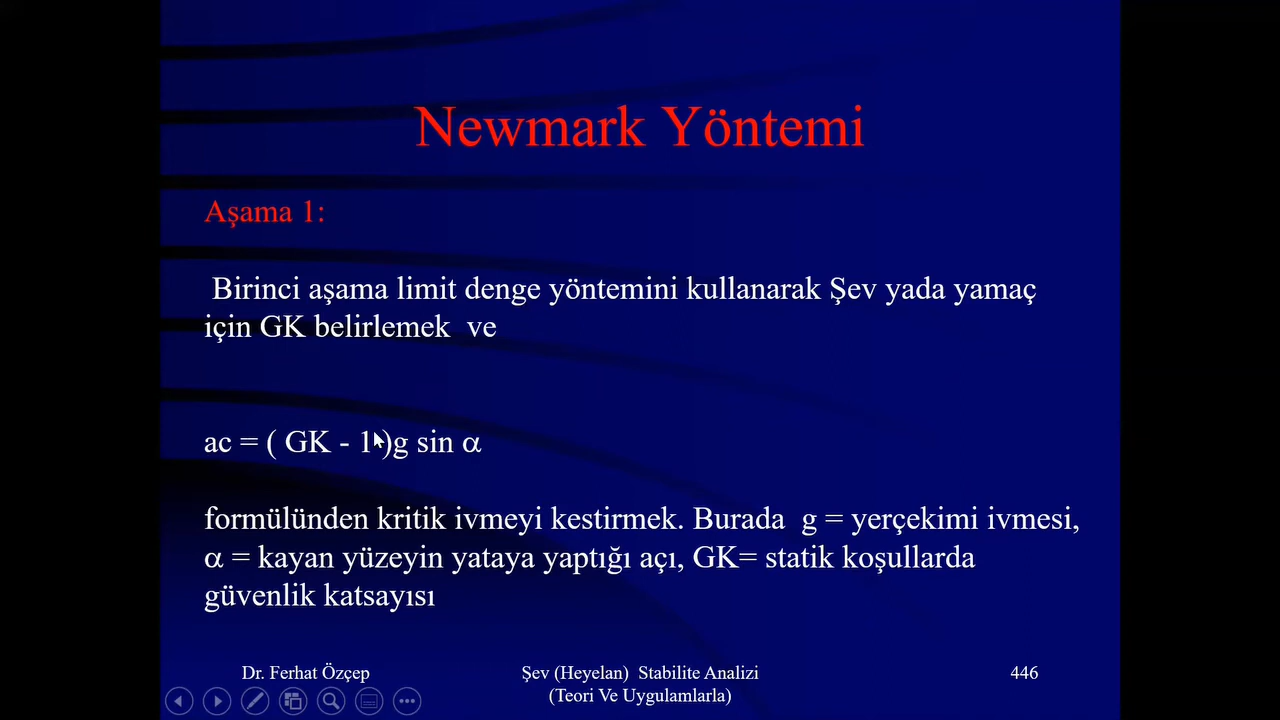 Newmark Yöntemi
Aşama 1:
Birinci aşama limit denge yöntemini kullanarak Şev yada yamaç
için GK belirlemek ve
ac = ( GK - 1 )g sin α
formülünden kritik ivmeyi kestirmek. Burada g = yerçekimi ivmesi,
α = kayan yüzeyin yataya yaptığı açı, GK= statik koşullarda
güvenlik katsayısı
Dr. Ferhat Özçep
Şev (Heyelan) Stabilite Analizi
(Teori Ve Uygulamlarla)
446